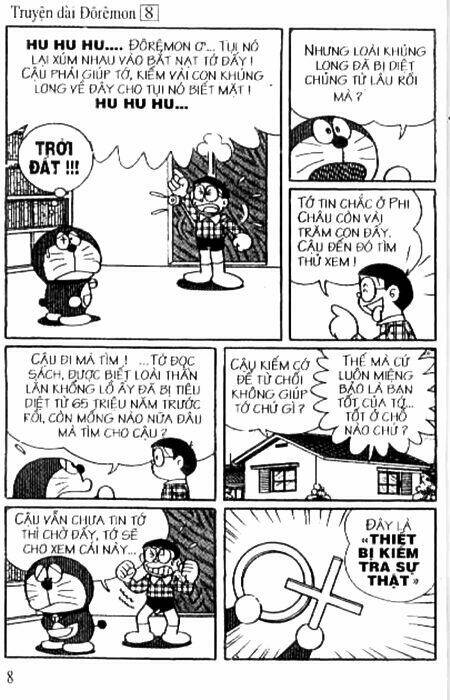 Truyện dài Đôrêmon 8
HU HU HU.... ĐÔRÊMON Ơ... TỤI NÓ
LẠI XÚM NHAU VÀO BẮT NẠT TỚ ĐẤY !
CẬU PHẢI GIÚP TỚ, KIẾM VÀI CON KHỦNG
LONG VỀ ĐÂY CHO TỤI NÓ BIẾT MẶT !
HU HU HU...
TRỜI
ĐẤT !!!
NHƯNG LOÀI KHỦNG
LONG ĐÃ BỊ DIỆT
CHỦNG TỪ LÂU RỒI
MÀ ?
TỚ TIN CHẮC Ở PHI
CHÂU CÒN VÀI
TRĂM CON ĐẤY.
CẬU ĐẾN ĐÓ TÌM
THỬ XEM !
CẬU ĐI MÀ TÌM ! ...TỚ ĐỌC
SÁCH, ĐƯỢC BIẾT LOÀI THẰN
LẰN KHỔNG LỒ ẤY ĐÃ BỊ TIÊU
DIỆT TỪ 65 TRIỆU NĂM TRƯỚC
RỒI, CÒN MỐNG NÀO NỮA ĐÂU
MÀ TÌM CHO CẬU ?
CẬU KIẾM CỚ
ĐỂ TỪ CHỐI
KHÔNG GIÚP
TỚ CHỨ GÌ ?
THẾ MÀ CỨ
LUÔN MIỆNG
BẢO LÀ BẠN
TỐT CỦA TỚ...
TỐT Ở CHỖ
NÀO CHỨ ?
CẬU VẪN CHƯA TIN TỚ
THÌ CHỜ ĐẤY, TỚ SẼ
CHO XEM CÁI NÀY...
ĐÂY LÀ
«THIẾT
BỊ KIỂM
TRA SỰ
THẬT»
8